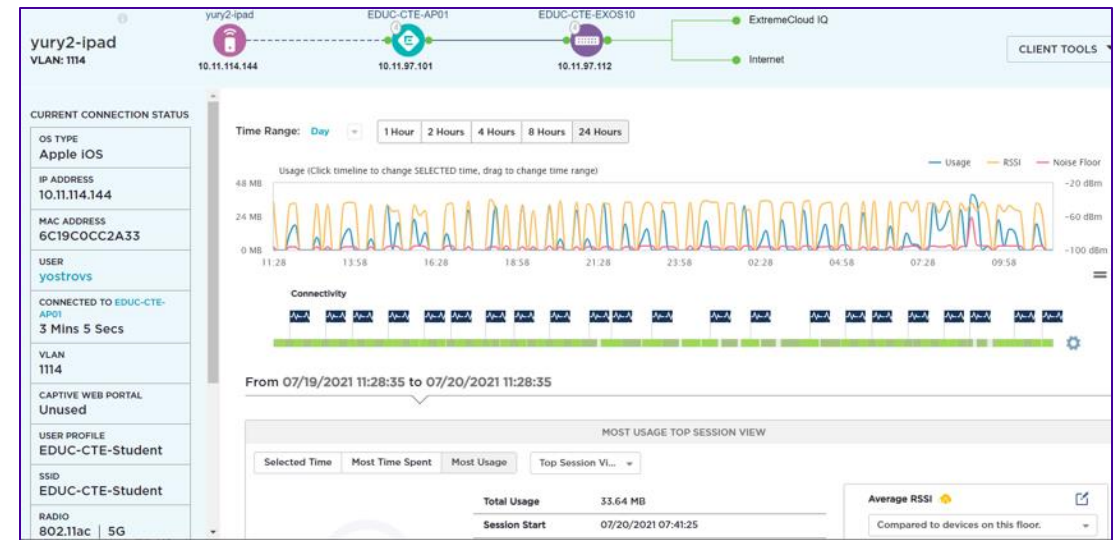 yury2-ipad
VLAN: 1114
yury2-ipad
10.11.114.144
EDUC-CTE-AP01
4
10.11.97.101
EDUC-CTE-EXOS10
4
10.11.97.112
ExtremeCloud IQ
Internet
CLIENT TOOLS
CURRENT CONNECTION STATUS
OS TYPE
Apple iOS
IP ADDRESS
10.11.114.144
MAC ADDRESS
6C19C0CC2A33
USER
yostrovs
CONNECTED TO EDUC-CTE-
AP01
3 Mins 5 Secs
VLAN
1114
CAPTIVE WEB PORTAL
Unused
USER PROFILE
EDUC-CTE-Student
SSID
EDUC-CTE-Student
RADIO
802.11ac | 5G
Time Range: Day 1 Hour 2 Hours 4 Hours 8 Hours 24 Hours
Usage (Click timeline to change SELECTED time, drag to change time range)
Usage RSSI Noise Floor
48 MB
24 MB
0 MB
-20 dBm
-60 dBm
-100 dBm
11:28 13:58 16:28 18:58 21:28 23:58 02:28 04:58 07:28 09:58
Connectivity
From 07/19/2021 11:28:35 to 07/20/2021 11:28:35
MOST USAGE TOP SESSION VIEW
Selected Time Most Time Spent Most Usage Top Session Vi...
Total Usage 33.64 MB
Session Start 07/20/2021 07:41:25
Average RSSI
Compared to devices on this floor.